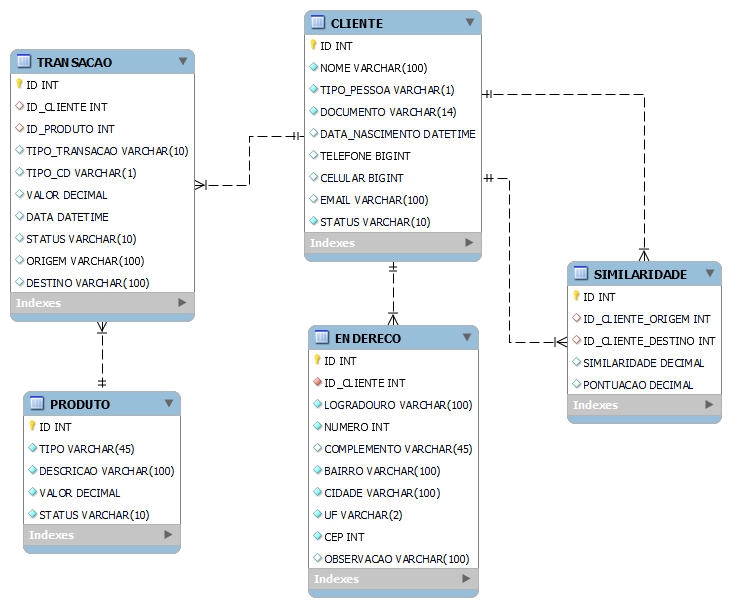 CLIENTE
ID INT
NOME VARCHAR(100)
TIPO_PESSOA VARCHAR(1)
DOCUMENTO VARCHAR(14)
DATA_NASCIMENTO DATETIME
TELEFONE BIGINT
CELULAR BIGINT
EMAIL VARCHAR(100)
STATUS VARCHAR(10)
Indexes
TRANSACAO
ID INT
ID_CLIENTE INT
ID_PRODUTO INT
TIPO_TRANSACAO VARCHAR(10)
TIPO_CD VARCHAR(1)
VALOR DECIMAL
DATA DATETIME
STATUS VARCHAR(10)
ORIGEM VARCHAR(100)
DESTINO VARCHAR(100)
Indexes
SIMILARIDADE
ID INT
ID_CLIENTE_ORIGEM INT
ID_CLIENTE_DESTINO INT
SIMILARIDADE DECIMAL
PONTUACAO DECIMAL
Indexes
ENDERECO
ID INT
ID_CLIENTE INT
LOGRADOURO VARCHAR(100)
NUMERO INT
COMPLEMENTO VARCHAR(45)
BAIRRO VARCHAR(100)
CIDADE VARCHAR(100)
UF VARCHAR(2)
CEP INT
OBSERVACAO VARCHAR(100)
Indexes
PRODUTO
ID INT
TIPO VARCHAR(45)
DESCRICAO VARCHAR(100)
VALOR DECIMAL
STATUS VARCHAR(10)
Indexes